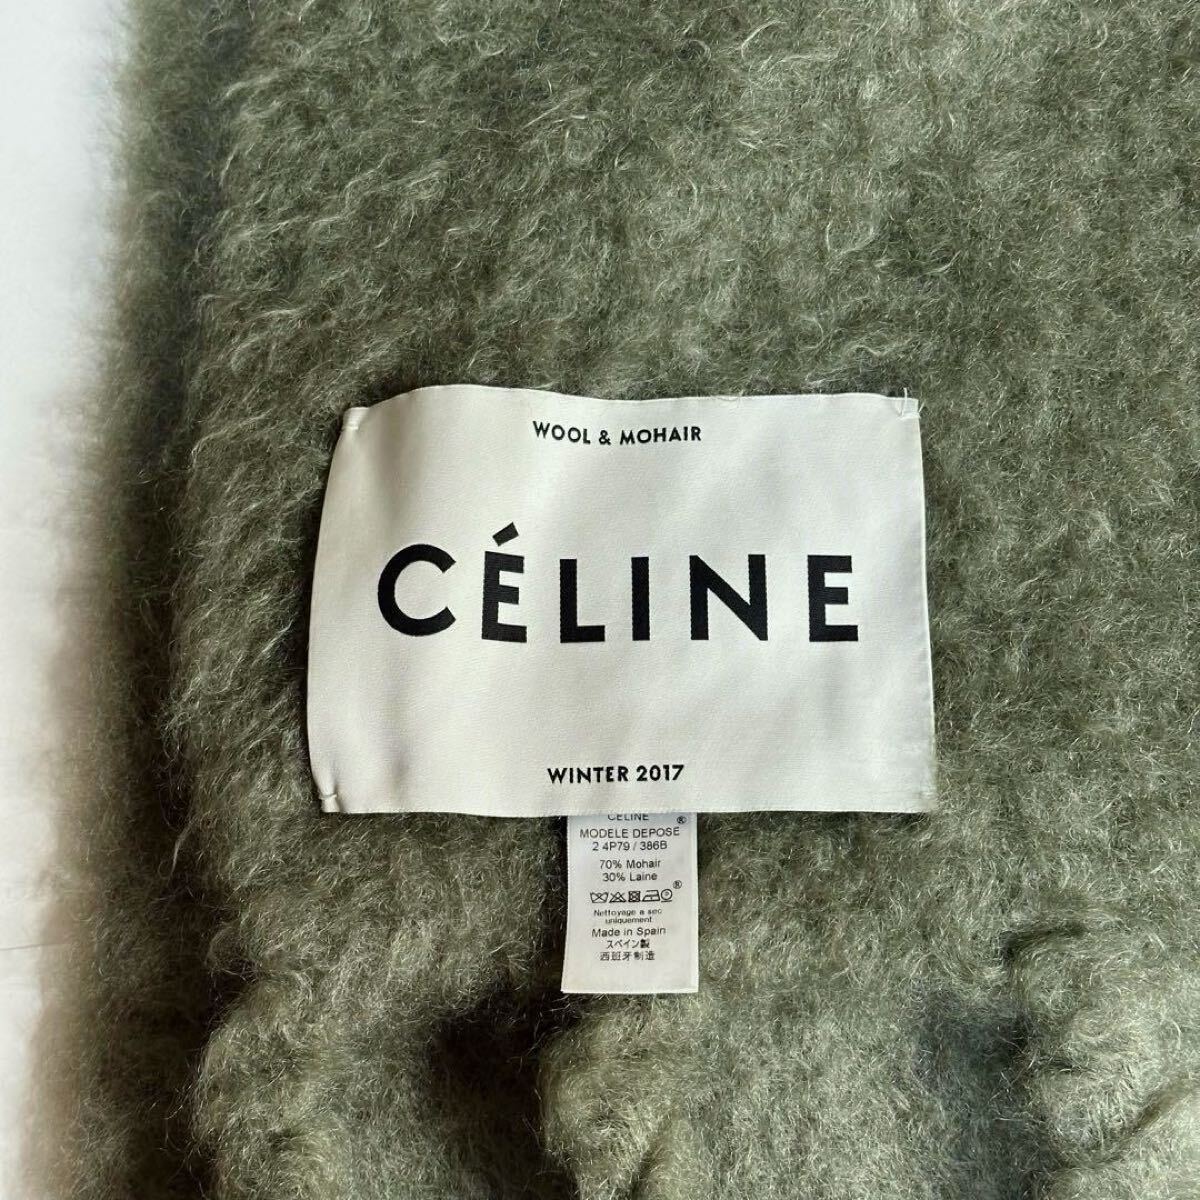 WOOL & MOHAIR
CÉLINE
WINTER 2017
CELINE ®
MODELE DEPOSE
2 4P79 / 386B
70% Mohair
30% Laine
®
Nettoyage a sec
uniquement
Made in Spain
スペイン製
西班牙制造